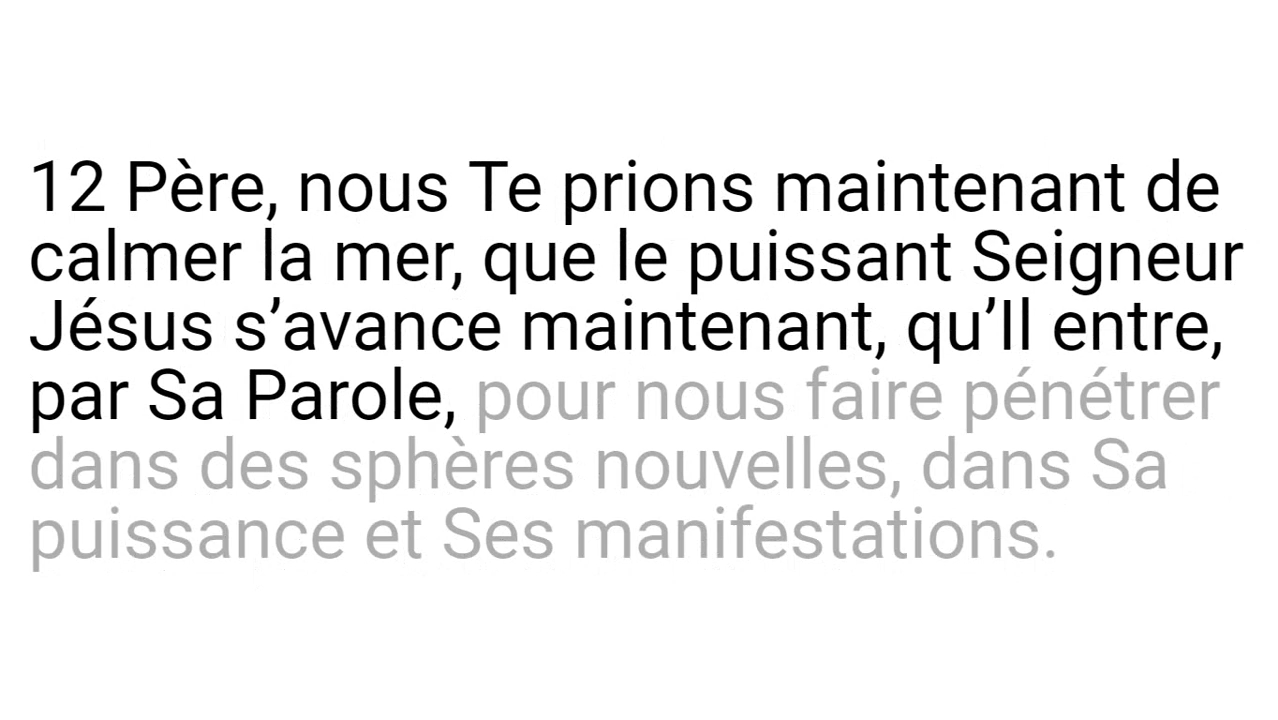 12 Père, nous Te prions maintenant de
calmer la mer, que le puissant Seigneur
Jésus s’avance maintenant, qu’Il entre,
par Sa Parole, pour nous faire pénétrer
dans des sphères nouvelles, dans Sa
puissance et Ses manifestations.